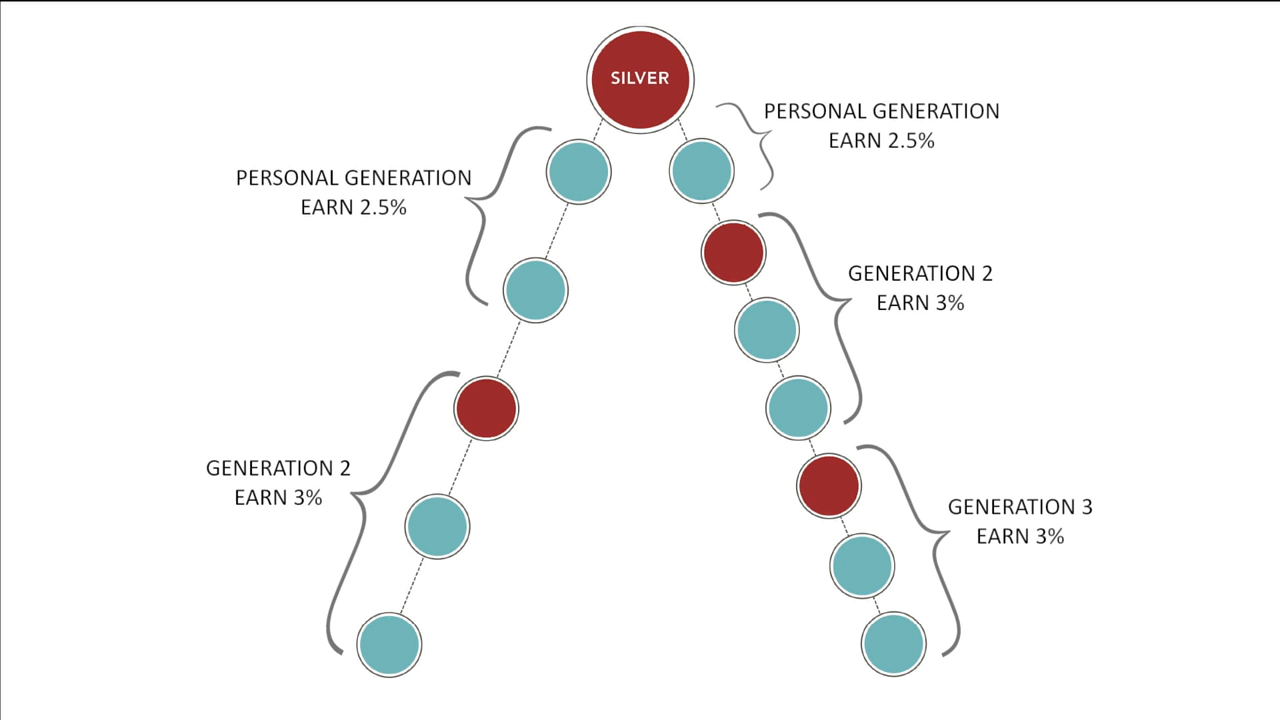 SILVER
PERSONAL GENERATION
EARN 2.5%
PERSONAL GENERATION
EARN 2.5%
GENERATION 2
EARN 3%
GENERATION 2
EARN 3%
GENERATION 3
EARN 3%